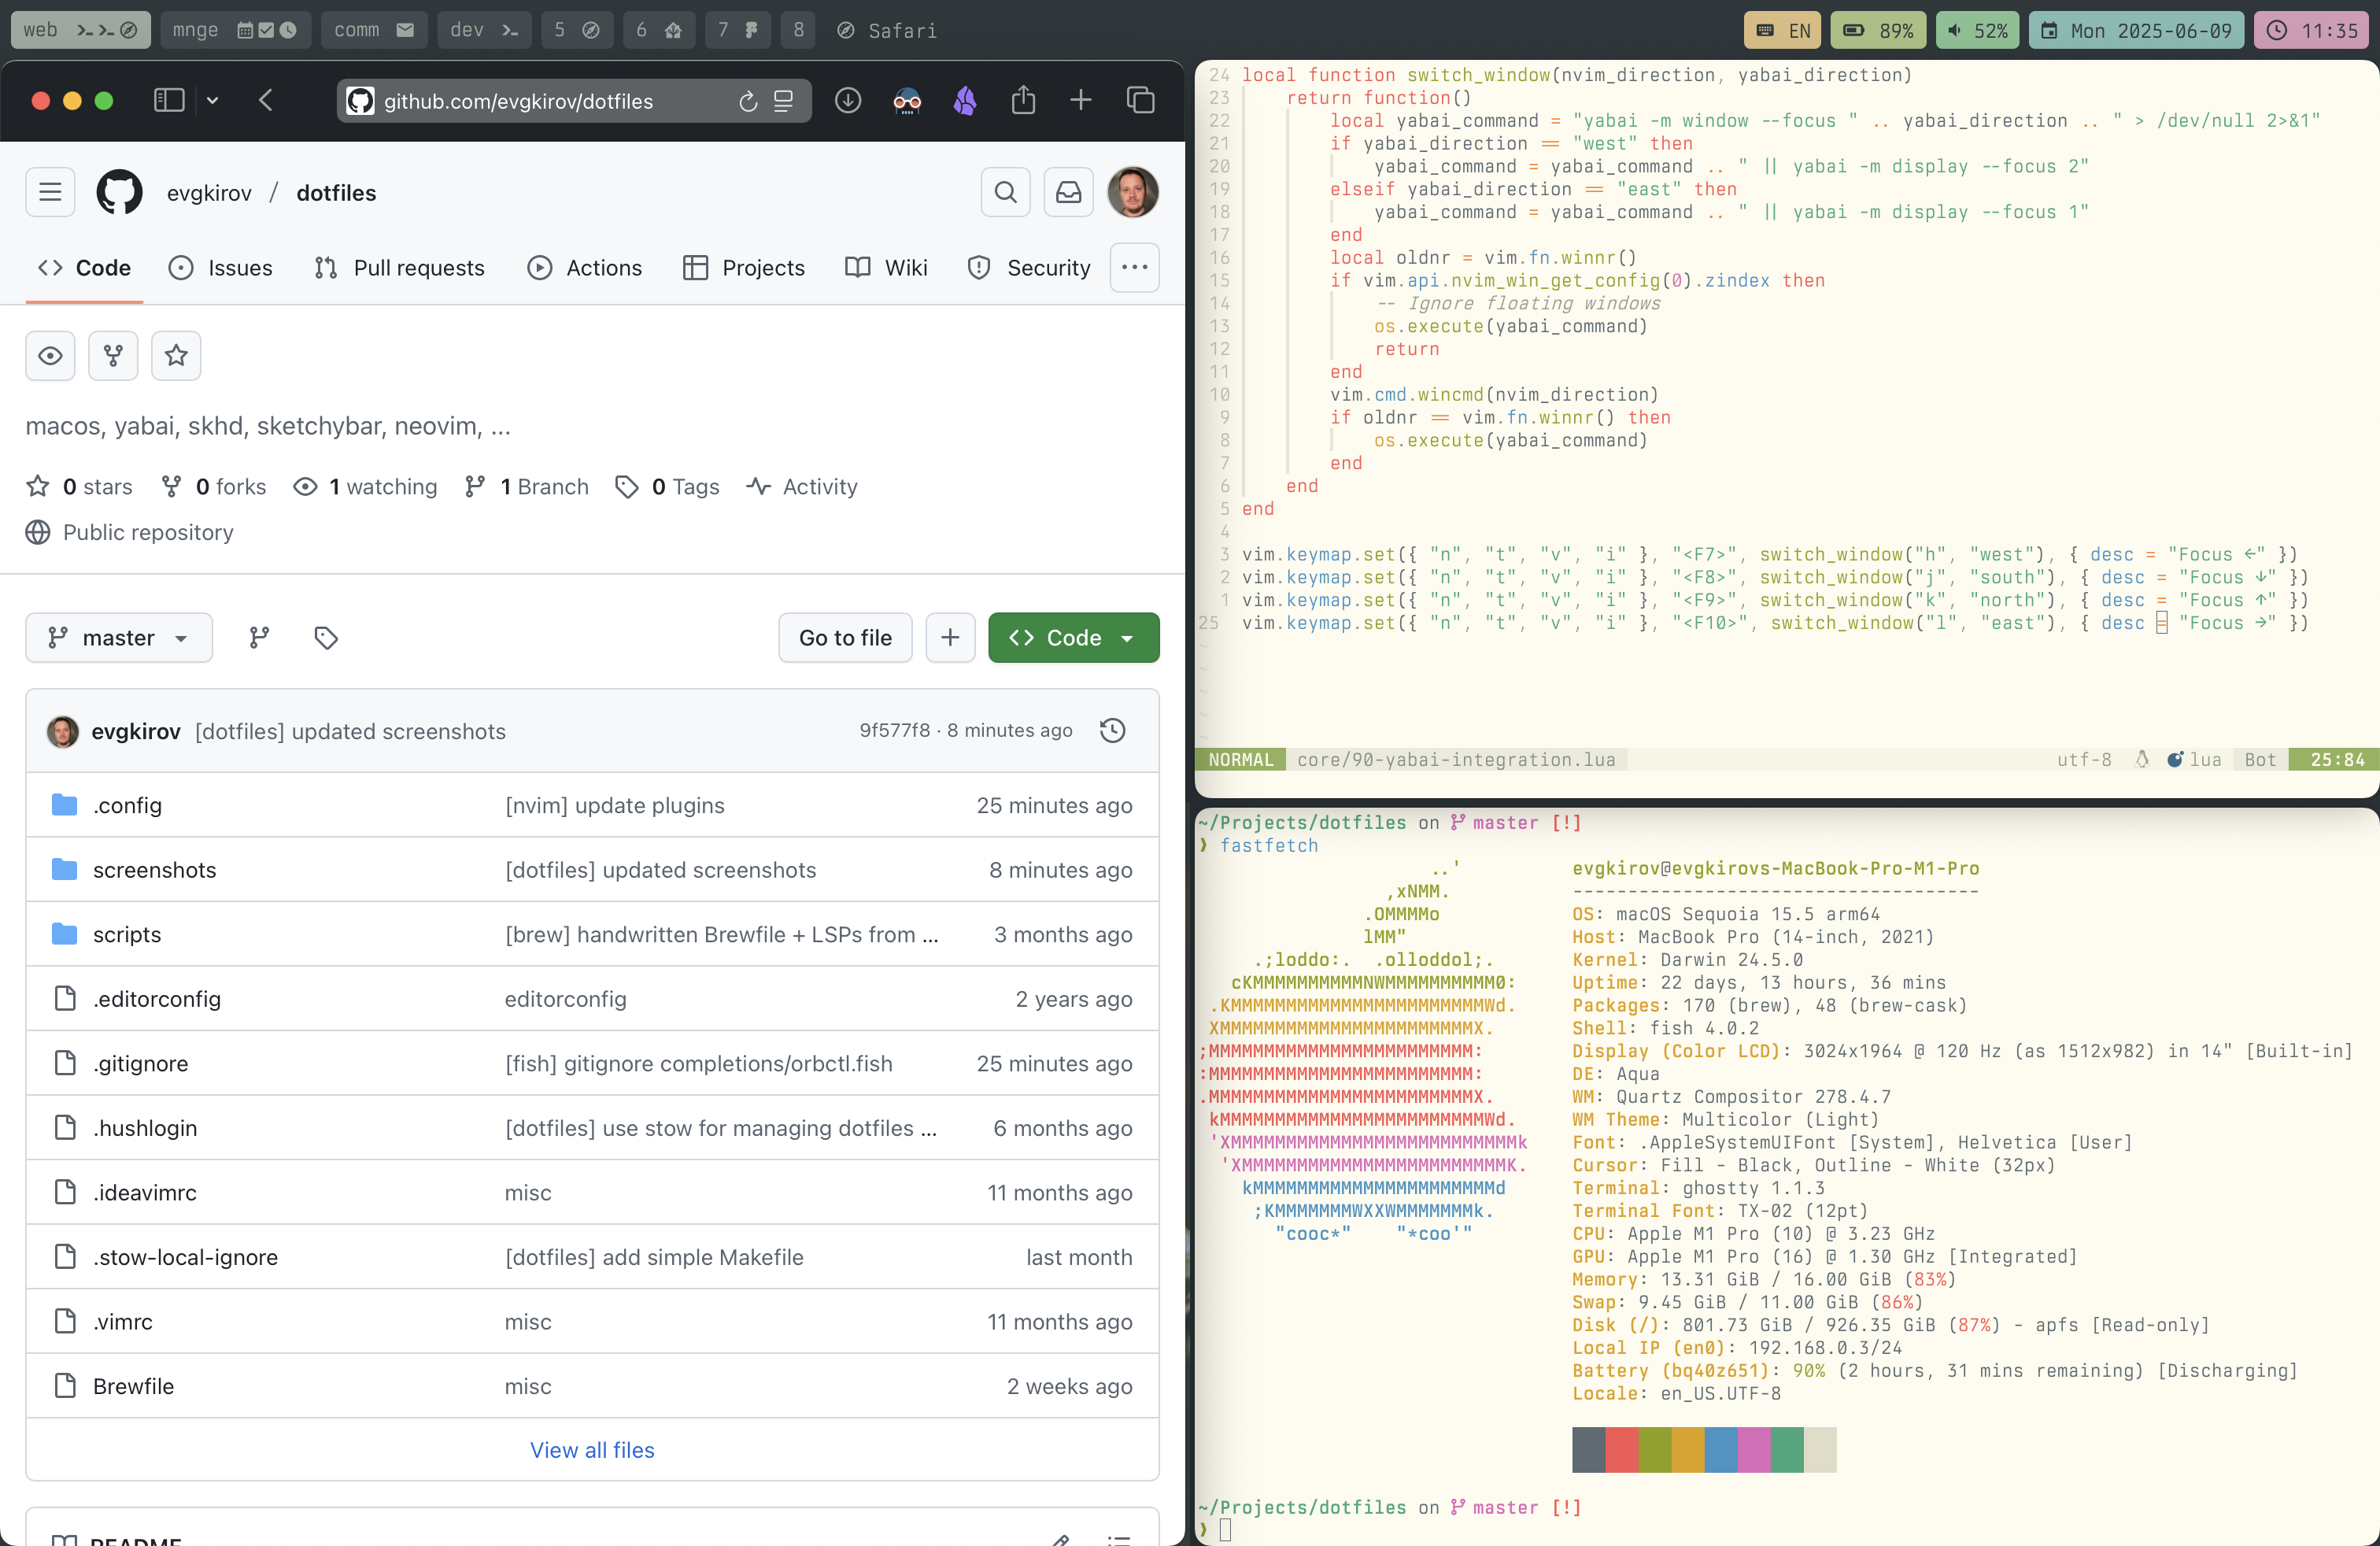 web
mnge
comm
dev
5
6
7
8
Safari
EN
89%
52%
Mon 2025-06-09
11:35
github.com/evgkirov/dotfiles
evgkirov / dotfiles
Code Issues Pull requests Actions Projects Wiki Security
macos, yabai, skhd, sketchybar, neovim, ...
0 stars 0 forks 1 watching 1 Branch 0 Tags Activity
Public repository
master Go to file Code
evgkirov [dotfiles] updated screenshots 9f577f8 · 8 minutes ago
.config [nvim] update plugins 25 minutes ago
screenshots [dotfiles] updated screenshots 8 minutes ago
scripts [brew] handwritten Brewfile + LSPs from ... 3 months ago
.editorconfig editorconfig 2 years ago
.gitignore [fish] gitignore completions/orbctl.fish 25 minutes ago
.hushlogin [dotfiles] use stow for managing dotfiles ... 6 months ago
.ideavimrc misc 11 months ago
.stow-local-ignore [dotfiles] add simple Makefile last month
.vimrc misc 11 months ago
Brewfile misc 2 weeks ago
View all files
README
24 local function switch_window(nvim_direction, yabai_direction)
23     return function()
22         local yabai_command = "yabai -m window --focus " .. yabai_direction .. " > /dev/null 2>&1"
21         if yabai_direction == "west" then
20             yabai_command = yabai_command .. " || yabai -m display --focus 2"
19         elseif yabai_direction == "east" then
18             yabai_command = yabai_command .. " || yabai -m display --focus 1"
17         end
16         local oldnr = vim.fn.winnr()
15         if vim.api.nvim_win_get_config(0).zindex then
14             -- Ignore floating windows
13             os.execute(yabai_command)
12             return
11         end
10         vim.cmd.wincmd(nvim_direction)
9         if oldnr == vim.fn.winnr() then
8             os.execute(yabai_command)
7         end
6     end
5 end
4
3 vim.keymap.set({ "n", "t", "v", "i" }, "<F7>", switch_window("h", "west"), { desc = "Focus ←" })
2 vim.keymap.set({ "n", "t", "v", "i" }, "<F8>", switch_window("j", "south"), { desc = "Focus ↓" })
1 vim.keymap.set({ "n", "t", "v", "i" }, "<F9>", switch_window("k", "north"), { desc = "Focus ↑" })
25 vim.keymap.set({ "n", "t", "v", "i" }, "<F10>", switch_window("l", "east"), { desc = "Focus →" })
~
~
~
~
~
NORMAL core/90-yabai-integration.lua utf-8 lua Bot 25:84
~/Projects/dotfiles on master [!]
❯ fastfetch
..'
,xNMM.
.OMMMMo
lMM"
.;loddo:.  .olloddol;.
cKMMMMMMMMMMNWMMMMMMMMMM0:
.KMMMMMMMMMMMMMMMMMMMMMMMWd.
XMMMMMMMMMMMMMMMMMMMMMMMX.
;MMMMMMMMMMMMMMMMMMMMMMMM:
:MMMMMMMMMMMMMMMMMMMMMMMM:
.MMMMMMMMMMMMMMMMMMMMMMMMX.
kMMMMMMMMMMMMMMMMMMMMMMMMWd.
'XMMMMMMMMMMMMMMMMMMMMMMMMMMk
'XMMMMMMMMMMMMMMMMMMMMMMMMK.
kMMMMMMMMMMMMMMMMMMMMMMd
;KMMMMMMMWXXWMMMMMMMk.
"cooc*"    "*coo'"
evgkirov@evgkirovs-MacBook-Pro-M1-Pro
-------------------------------------
OS: macOS Sequoia 15.5 arm64
Host: MacBook Pro (14-inch, 2021)
Kernel: Darwin 24.5.0
Uptime: 22 days, 13 hours, 36 mins
Packages: 170 (brew), 48 (brew-cask)
Shell: fish 4.0.2
Display (Color LCD): 3024x1964 @ 120 Hz (as 1512x982) in 14" [Built-in]
DE: Aqua
WM: Quartz Compositor 278.4.7
WM Theme: Multicolor (Light)
Font: .AppleSystemUIFont [System], Helvetica [User]
Cursor: Fill - Black, Outline - White (32px)
Terminal: ghostty 1.1.3
Terminal Font: TX-02 (12pt)
CPU: Apple M1 Pro (10) @ 3.23 GHz
GPU: Apple M1 Pro (16) @ 1.30 GHz [Integrated]
Memory: 13.31 GiB / 16.00 GiB (83%)
Swap: 9.45 GiB / 11.00 GiB (86%)
Disk (/): 801.73 GiB / 926.35 GiB (87%) - apfs [Read-only]
Local IP (en0): 192.168.0.3/24
Battery (bq40z651): 90% (2 hours, 31 mins remaining) [Discharging]
Locale: en_US.UTF-8
~/Projects/dotfiles on master [!]
❯